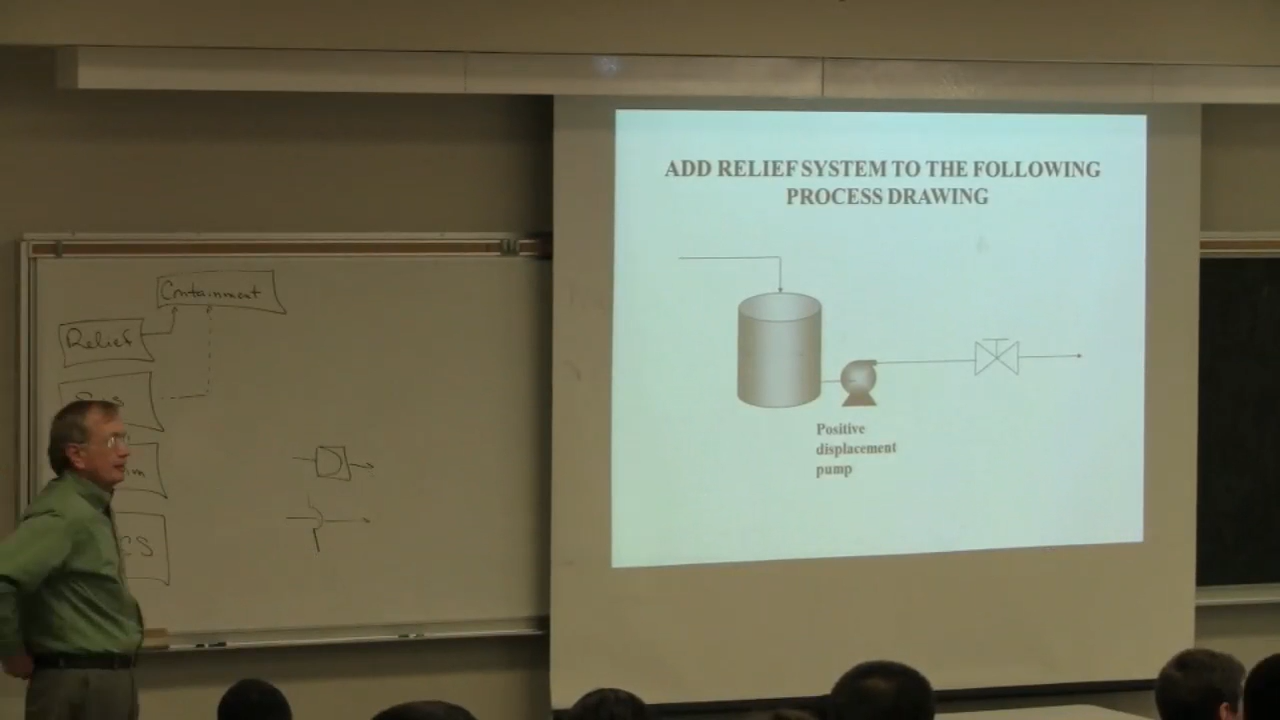 ADD RELIEF SYSTEM TO THE FOLLOWING
PROCESS DRAWING
Positive
displacement
pump
Containment
Relief